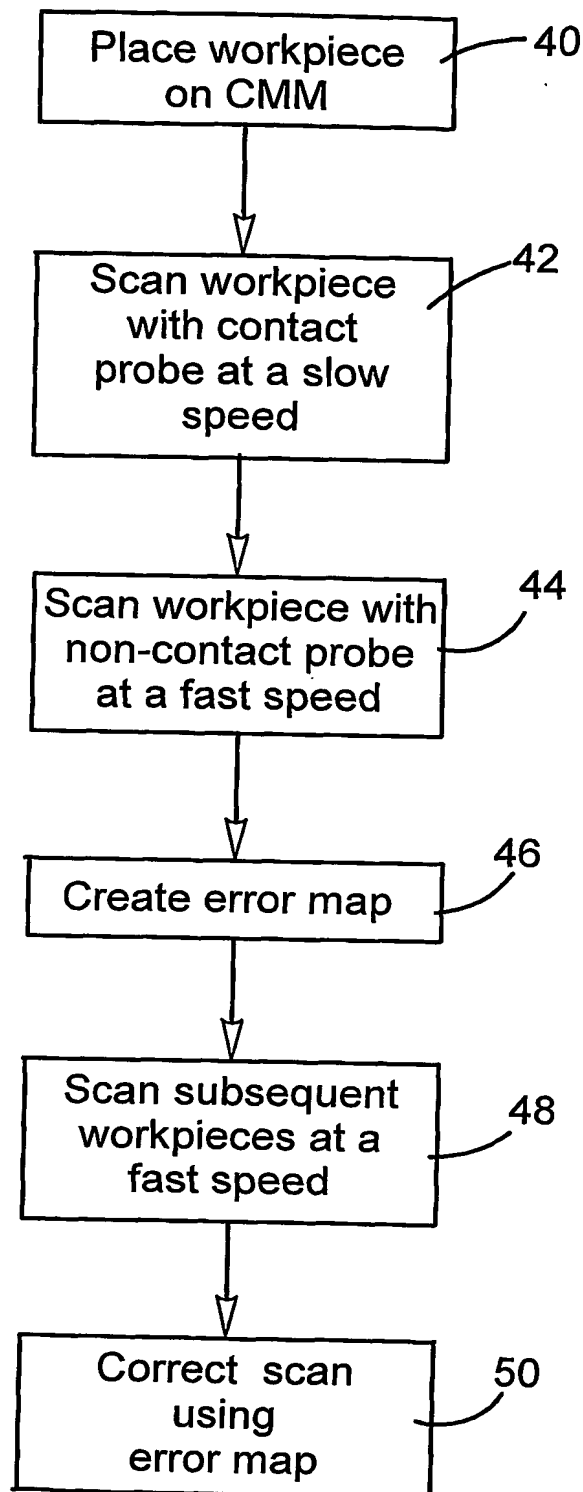 Place workpiece
on CMM
40
Scan workpiece
with contact
probe at a slow
speed
42
Scan workpiece with
non-contact probe
at a fast speed
44
Create error map
46
Scan subsequent
workpieces at a
fast speed
48
Correct scan
using
error map
50